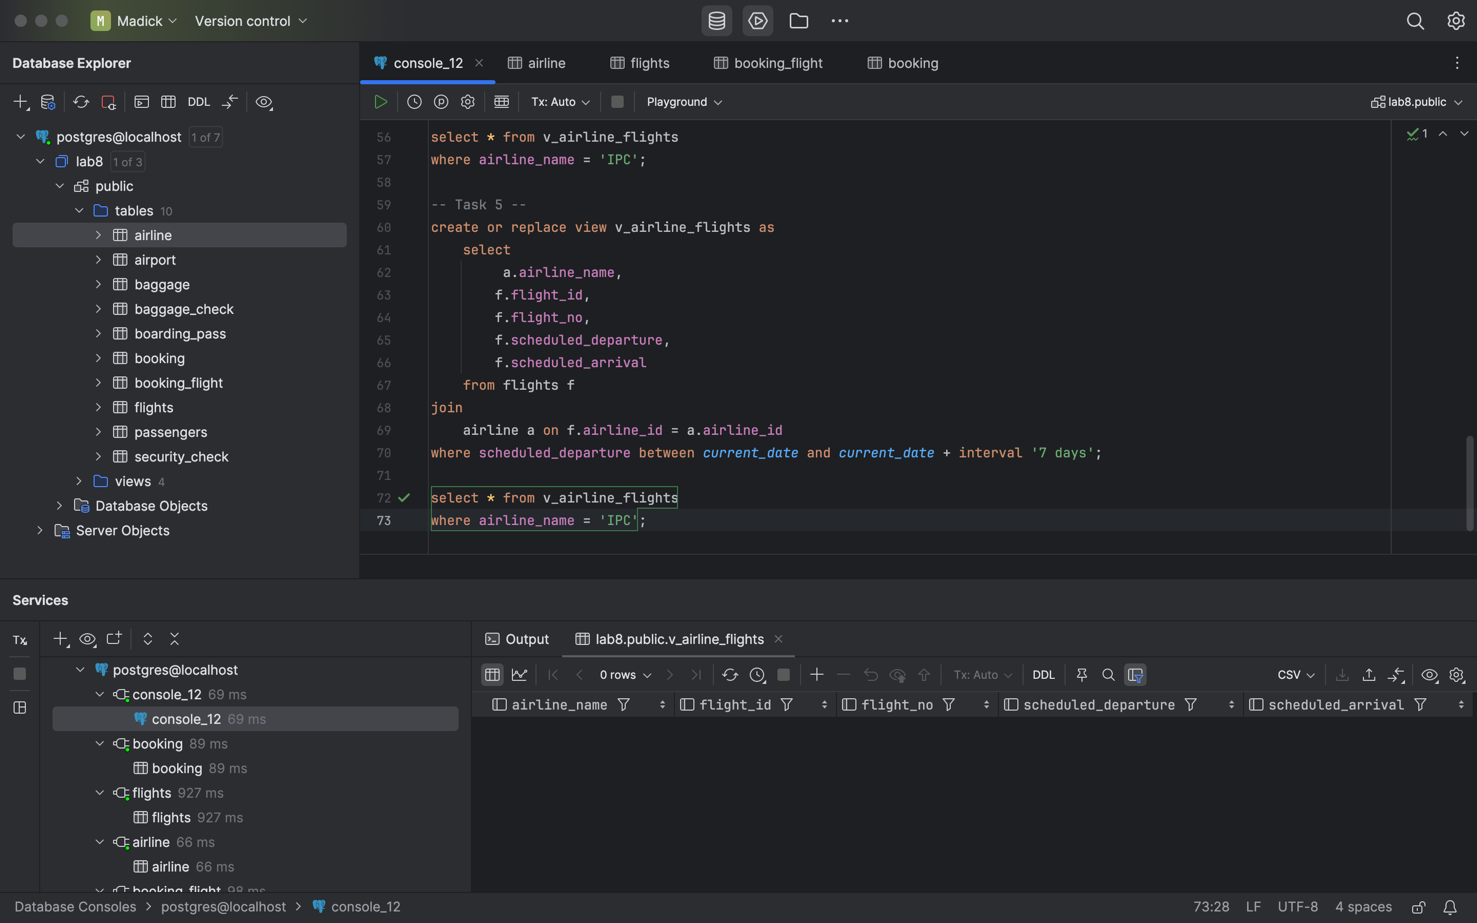 M Madick Version control
Database Explorer
console_12 airline flights booking_flight booking
DDL
Tx: Auto Playground lab8.public
postgres@localhost 1 of 7
lab8 1 of 3
public
tables 10
airline
airport
baggage
baggage_check
boarding_pass
booking
booking_flight
flights
passengers
security_check
views 4
Database Objects
Server Objects
1
56 select * from v_airline_flights
57 where airline_name = 'IPC';
58
59 -- Task 5 --
60 create or replace view v_airline_flights as
61 select
62 a.airline_name,
63 f.flight_id,
64 f.flight_no,
65 f.scheduled_departure,
66 f.scheduled_arrival
67 from flights f
68 join
69 airline a on f.airline_id = a.airline_id
70 where scheduled_departure between current_date and current_date + interval '7 days';
71
72 select * from v_airline_flights
73 where airline_name = 'IPC';
Services
Tx
postgres@localhost
console_12 69 ms
console_12 69 ms
booking 89 ms
booking 89 ms
flights 927 ms
flights 927 ms
airline 66 ms
airline 66 ms
booking_flight 98 ms
Output lab8.public.v_airline_flights
0 rows Tx: Auto DDL CSV
airline_name flight_id flight_no scheduled_departure scheduled_arrival
Database Consoles postgres@localhost console_12
73:28 LF UTF-8 4 spaces